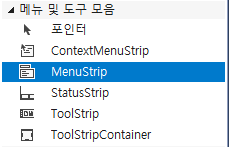 메뉴 및 도구 모음
포인터
ContextMenuStrip
MenuStrip
StatusStrip
ToolStrip
ToolStripContainer